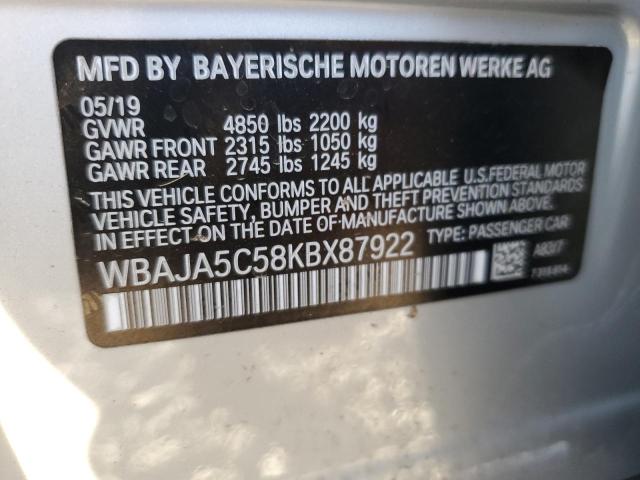 MFD BY BAYERISCHE MOTOREN WERKE AG
05/19
GVWR 4850 lbs 2200 kg
GAWR FRONT 2315 lbs 1050 kg
GAWR REAR 2745 lbs 1245 kg
THIS VEHICLE CONFORMS TO ALL APPLICABLE U.S.FEDERAL MOTOR
VEHICLE SAFETY, BUMPER AND THEFT PREVENTION STANDARDS
IN EFFECT ON THE DATE OF MANUFACTURE SHOWN ABOVE.
WBAJA5C58KBX87922 TYPE: PASSENGER CAR